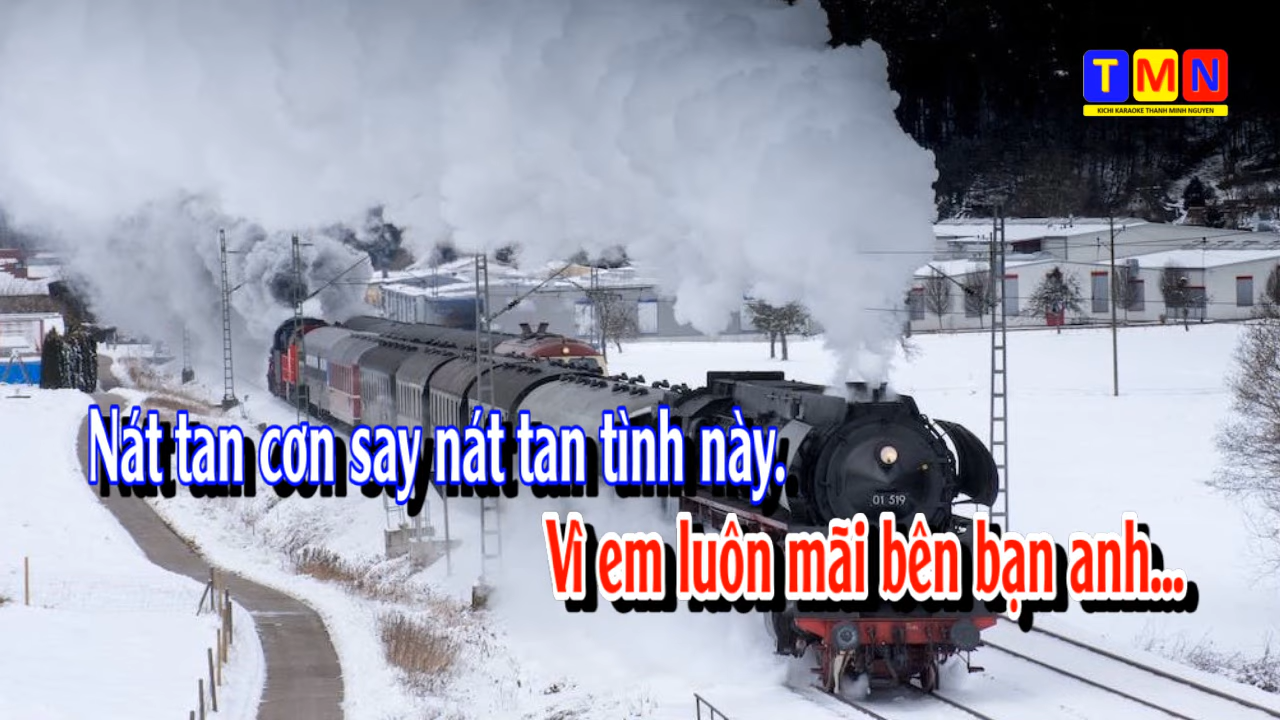 TMN
KICHI KARAOKE THANH MINH NGUYEN
Nát tan cơn say nát tan tình này.
01 519
Vì em luôn mãi bên bạn anh...